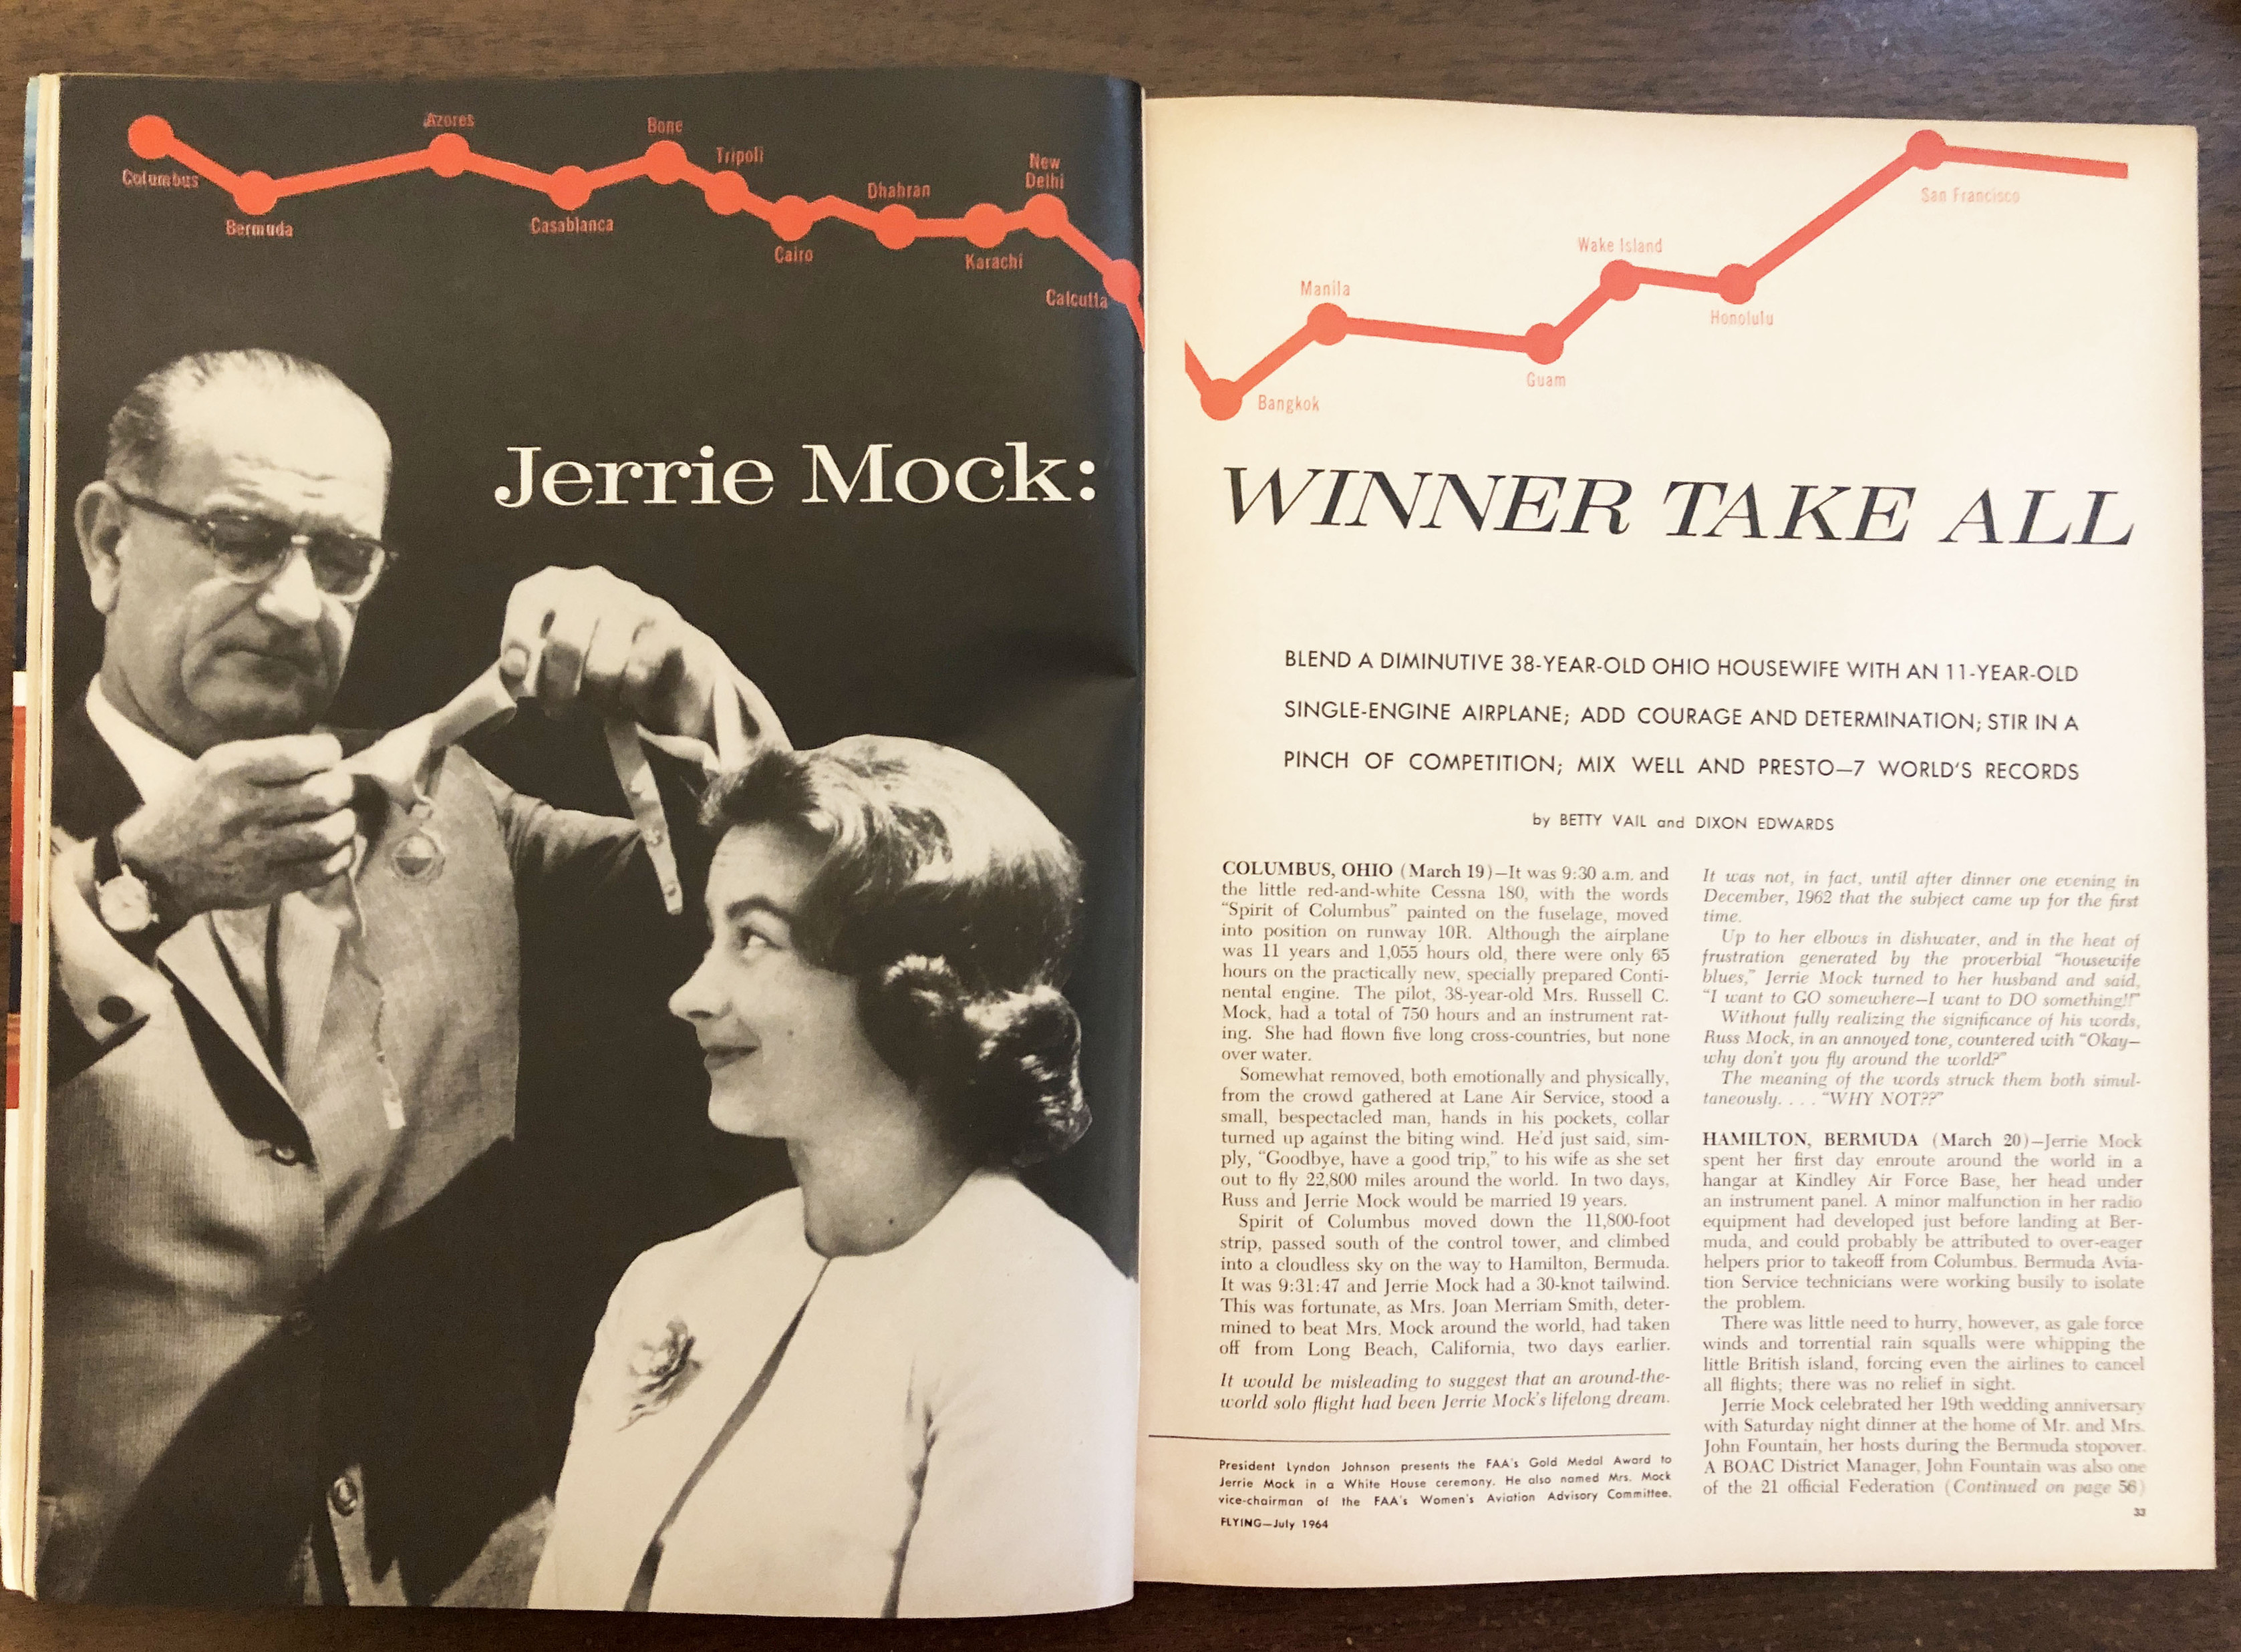 Columbus
Bermuda
Azores
Casablanca
Bone
Tripoli
Cairo
Dhahran
Karachi
New
Delhi
Calcutta
Jerrie Mock:
Bangkok
Manila
Guam
Wake Island
Honolulu
San Francisco
WINNER TAKE ALL
BLEND A DIMINUTIVE 38-YEAR-OLD OHIO HOUSEWIFE WITH AN 11-YEAR-OLD
SINGLE-ENGINE AIRPLANE; ADD COURAGE AND DETERMINATION; STIR IN A
PINCH OF COMPETITION; MIX WELL AND PRESTO—7 WORLD'S RECORDS
by BETTY VAIL and DIXON EDWARDS
COLUMBUS, OHIO (March 19)—It was 9:30 a.m. and
the little red-and-white Cessna 180, with the words
“Spirit of Columbus” painted on the fuselage, moved
into position on runway 10R. Although the airplane
was 11 years and 1,055 hours old, there were only 65
hours on the practically new, specially prepared Conti-
nental engine. The pilot, 38-year-old Mrs. Russell C.
Mock, had a total of 750 hours and an instrument rat-
ing. She had flown five long cross-countries, but none
over water.
Somewhat removed, both emotionally and physically,
from the crowd gathered at Lane Air Service, stood a
small, bespectacled man, hands in his pockets, collar
turned up against the biting wind. He'd just said, sim-
ply, “Goodbye, have a good trip,” to his wife as she set
out to fly 22,800 miles around the world. In two days,
Russ and Jerrie Mock would be married 19 years.
Spirit of Columbus moved down the 11,800-foot
strip, passed south of the control tower, and climbed
into a cloudless sky on the way to Hamilton, Bermuda.
It was 9:31:47 and Jerrie Mock had a 30-knot tailwind.
This was fortunate, as Mrs. Joan Merriam Smith, deter-
mined to beat Mrs. Mock around the world, had taken
off from Long Beach, California, two days earlier.
It would be misleading to suggest that an around-the-
world solo flight had been Jerrie Mock's lifelong dream.
It was not, in fact, until after dinner one evening in
December, 1962 that the subject came up for the first
time.
Up to her elbows in dishwater, and in the heat of
frustration generated by the proverbial “housewife
blues,” Jerrie Mock turned to her husband and said,
“I want to GO somewhere—I want to DO something!!”
Without fully realizing the significance of his words,
Russ Mock, in an annoyed tone, countered with “Okay—
why don't you fly around the world?”
The meaning of the words struck them both simul-
taneously. . . . “WHY NOT??”
HAMILTON, BERMUDA (March 20)—Jerrie Mock
spent her first day enroute around the world in a
hangar at Kindley Air Force Base, her head under
an instrument panel. A minor malfunction in her radio
equipment had developed just before landing at Ber-
muda, and could probably be attributed to over-eager
helpers prior to takeoff from Columbus. Bermuda Avia-
tion Service technicians were working busily to isolate
the problem.
There was little need to hurry, however, as gale force
winds and torrential rain squalls were whipping the
little British island, forcing even the airlines to cancel
all flights; there was no relief in sight.
Jerrie Mock celebrated her 19th wedding anniversary
with Saturday night dinner at the home of Mr. and Mrs.
John Fountain, her hosts during the Bermuda stopover.
A BOAC District Manager, John Fountain was also one
of the 21 official Federation (Continued on page 56)
President Lyndon Johnson presents the FAA's Gold Medal Award to
Jerrie Mock in a White House ceremony. He also named Mrs. Mock
vice-chairman of the FAA's Women's Aviation Advisory Committee.
FLYING—July 1964
33